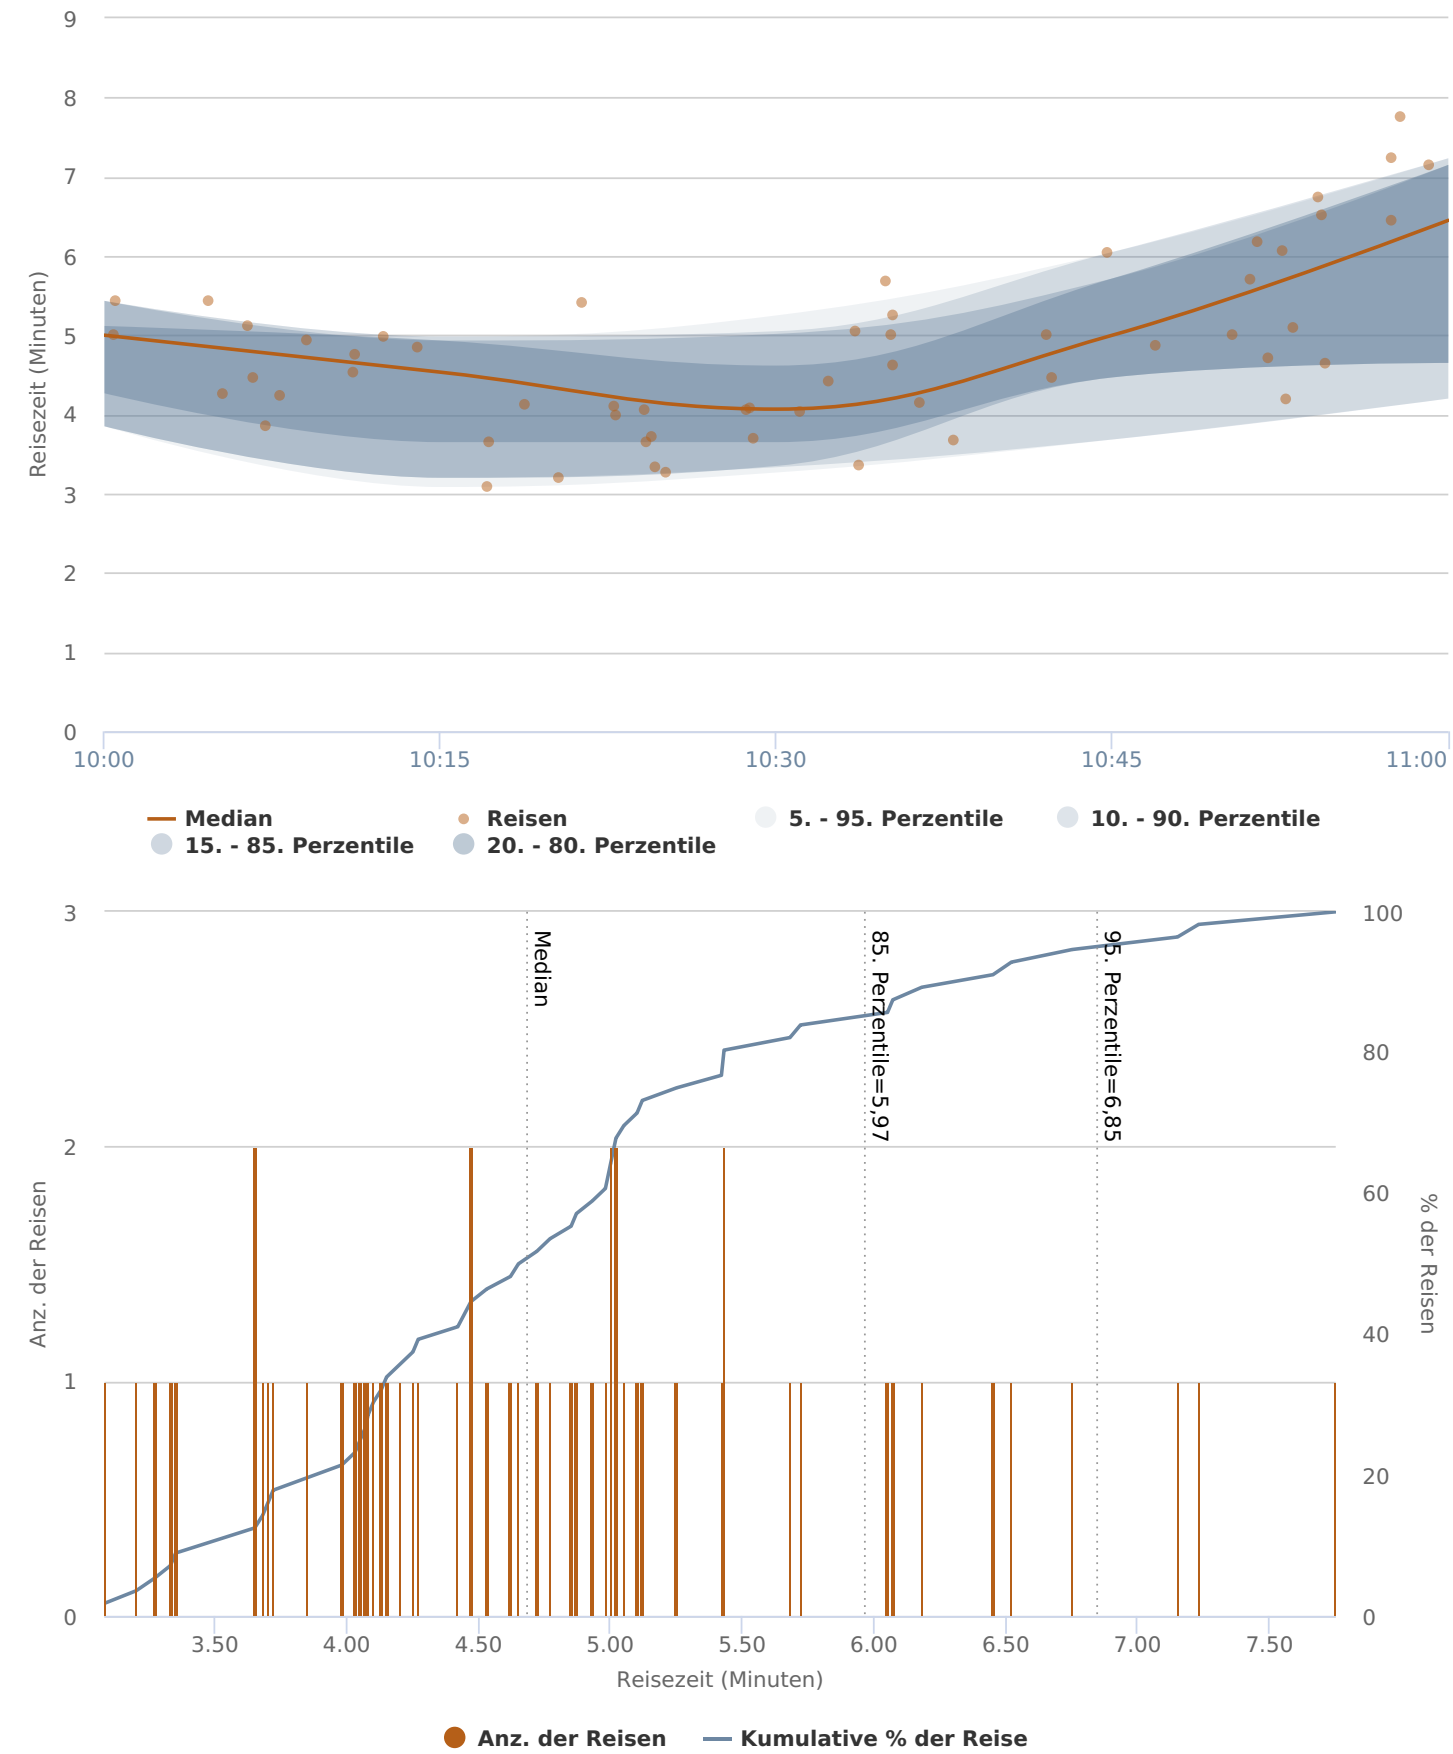 9
8
7
6
5
4
3
2
1
0
Reisezeit (Minuten)
10:00 10:15 10:30 10:45 11:00
Median Reisen 5. - 95. Perzentile 10. - 90. Perzentile
15. - 85. Perzentile 20. - 80. Perzentile
3 100
Median
85. Perzentile=5,97
95. Perzentile=6,85
80
2
60
Anz. der Reisen
% der Reisen
40
1
20
0 0
3.50 4.00 4.50 5.00 5.50 6.00 6.50 7.00 7.50
Reisezeit (Minuten)
Anz. der Reisen Kumulative % der Reise